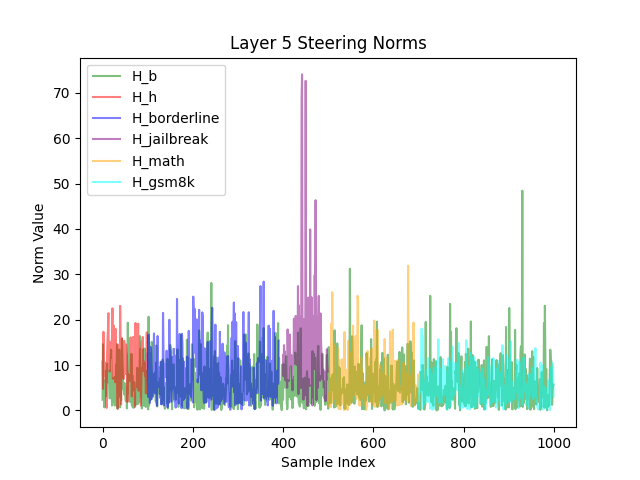 Layer 5 Steering Norms
H_b
H_h
H_borderline
H_jailbreak
H_math
H_gsm8k
Norm Value
70
60
50
40
30
20
10
0
0 200 400 600 800 1000
Sample Index